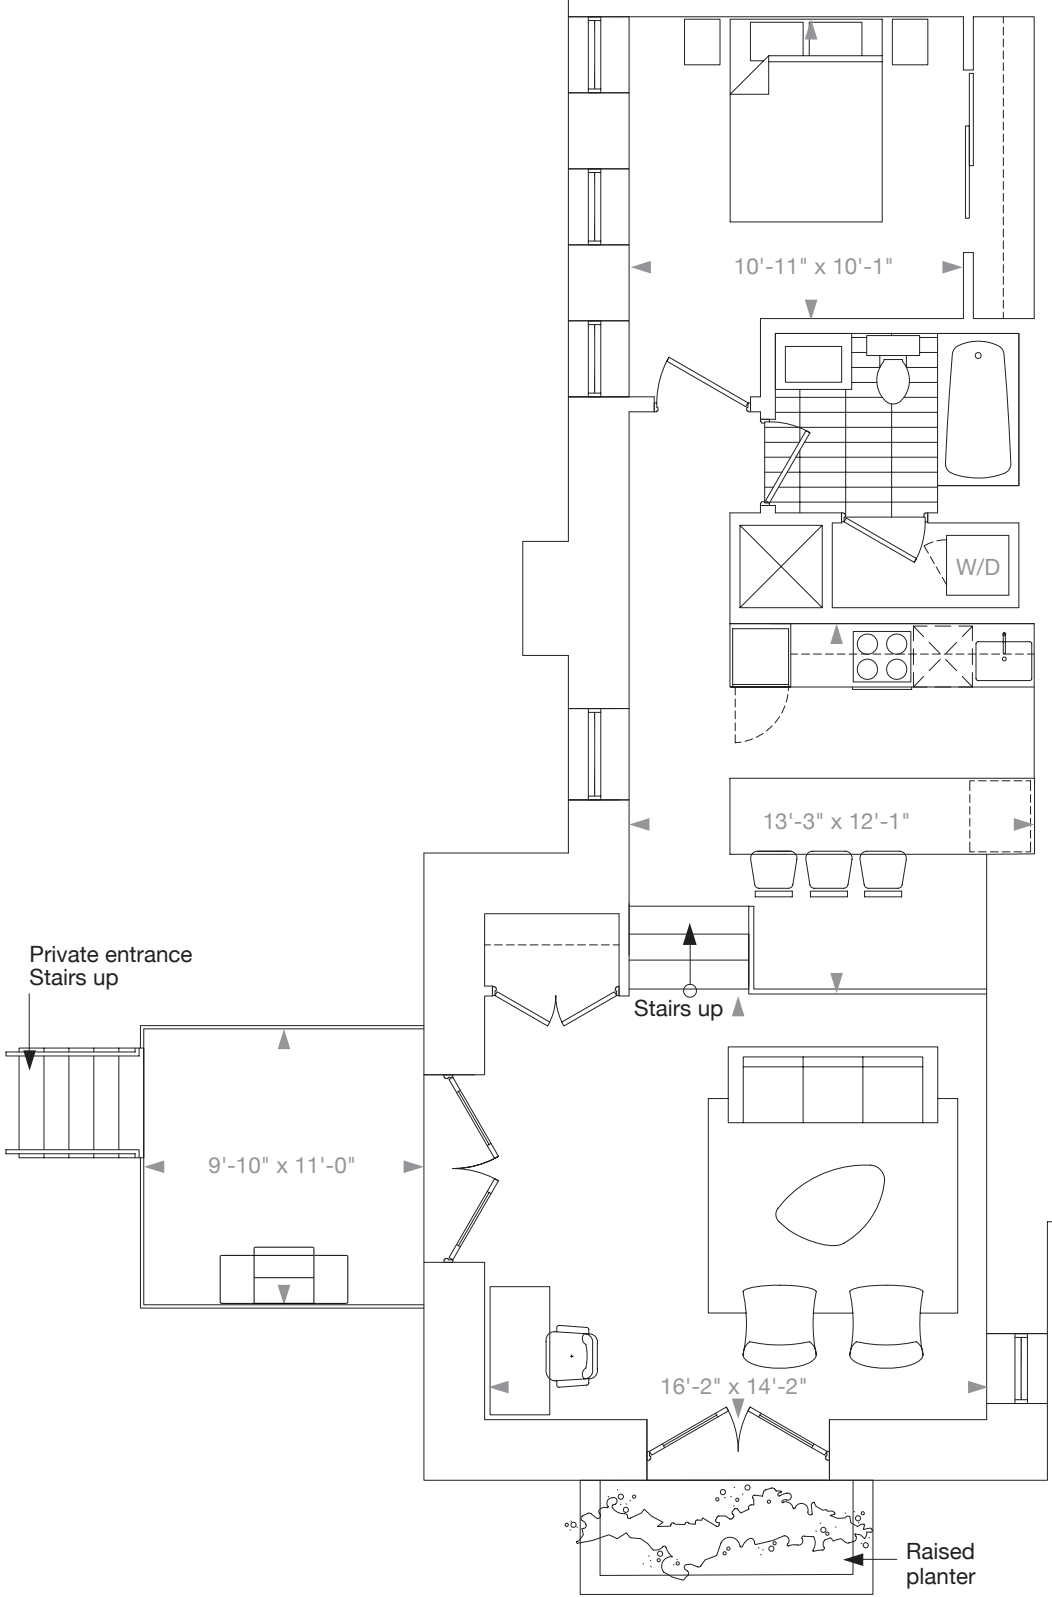 10'-11" x 10'-1"
W/D
13'-3" x 12'-1"
Private entrance
Stairs up
Stairs up
9'-10" x 11'-0"
16'-2" x 14'-2"
Raised
planter